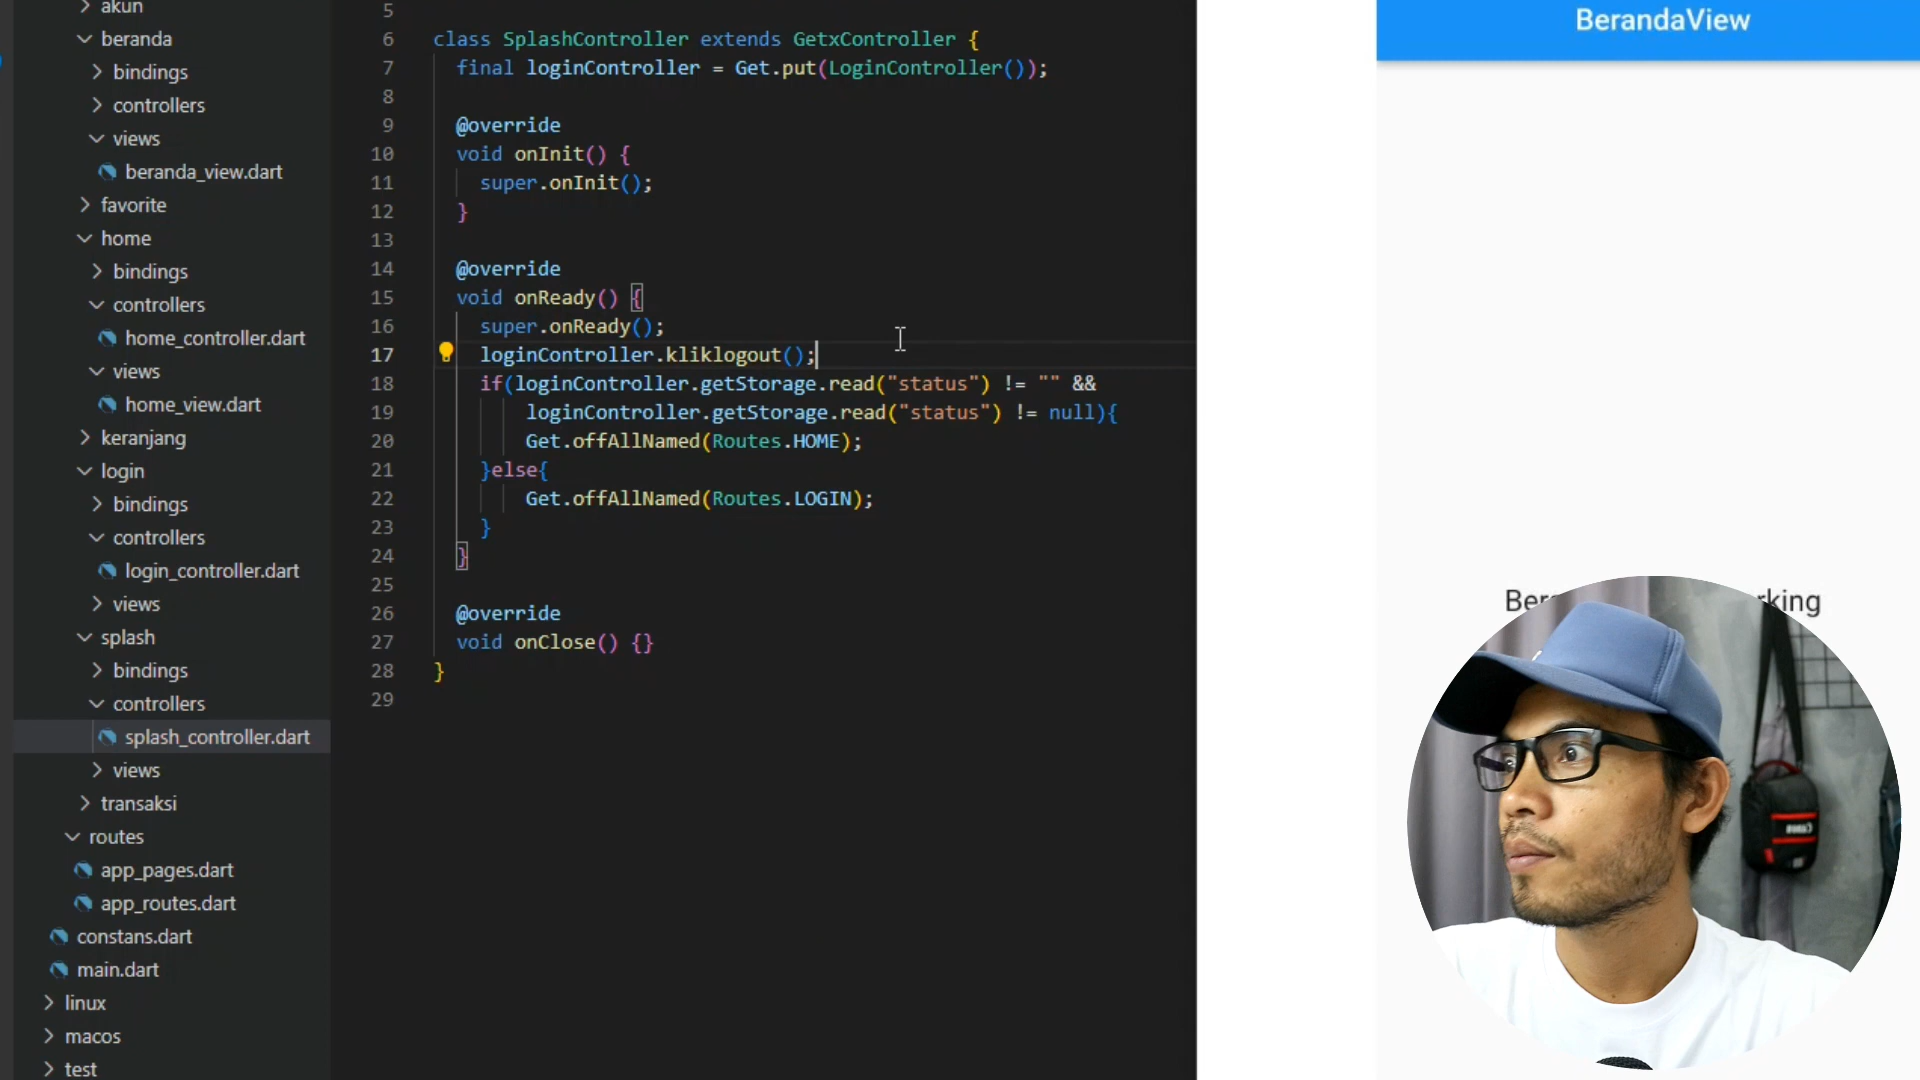 akun
beranda
bindings
controllers
views
beranda_view.dart
favorite
home
bindings
controllers
home_controller.dart
views
home_view.dart
keranjang
login
bindings
controllers
login_controller.dart
views
splash
bindings
controllers
splash_controller.dart
views
transaksi
routes
app_pages.dart
app_routes.dart
constans.dart
main.dart
linux
macos
test
5
6 class SplashController extends GetxController {
7 final loginController = Get.put(LoginController());
8
9 @override
10 void onInit() {
11 super.onInit();
12 }
13
14 @override
15 void onReady() {
16 super.onReady();
17 loginController.kliklogout();
18 if(loginController.getStorage.read("status") != "" &&
19 loginController.getStorage.read("status") != null){
20 Get.offAllNamed(Routes.HOME);
21 }else{
22 Get.offAllNamed(Routes.LOGIN);
23 }
24 }
25
26 @override
27 void onClose() {}
28 }
29
BerandaView